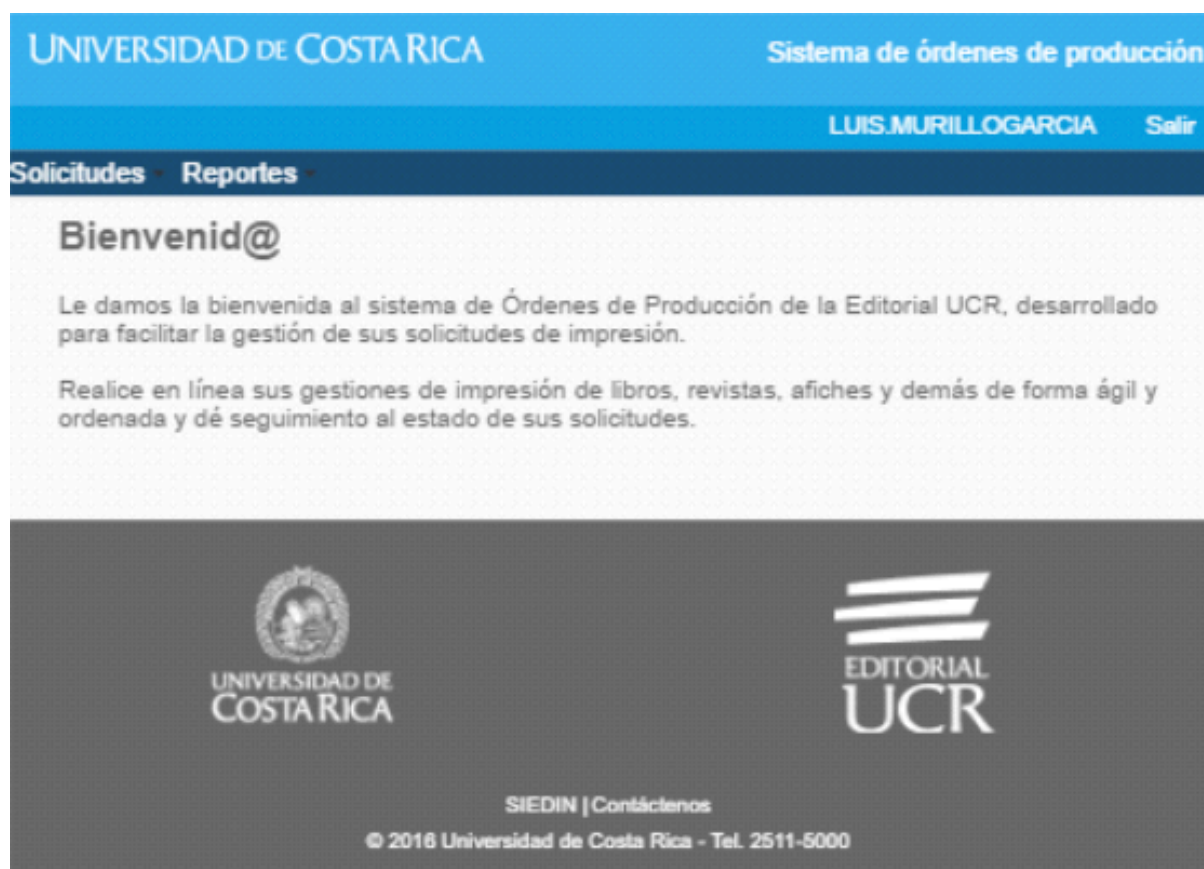 UNIVERSIDAD DE COSTA RICA
Sistema de órdenes de producción
LUIS.MURILLOGARCIA Salir
Solicitudes Reportes
Bienvenid@
Le damos la bienvenida al sistema de Órdenes de Producción de la Editorial UCR, desarrollado
para facilitar la gestión de sus solicitudes de impresión.
Realice en línea sus gestiones de impresión de libros, revistas, afiches y demás de forma ágil y
ordenada y dé seguimiento al estado de sus solicitudes.
UNIVERSIDAD DE
COSTA RICA
EDITORIAL
UCR
SIEDIN | Contáctenos
© 2016 Universidad de Costa Rica - Tel. 2511-5000